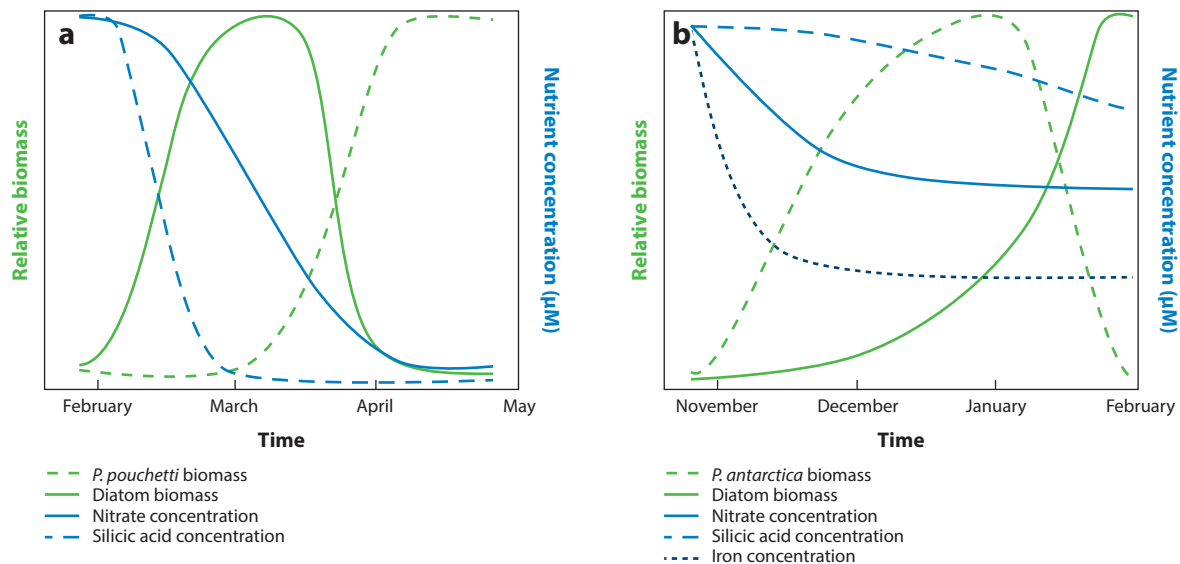 a
Relative biomass
Nutrient concentration (µM)
February
March
April
May
Time
P. pouchetti biomass
Diatom biomass
Nitrate concentration
Silicic acid concentration
b
Relative biomass
Nutrient concentration (µM)
November
December
January
February
Time
P. antarctica biomass
Diatom biomass
Nitrate concentration
Silicic acid concentration
Iron concentration